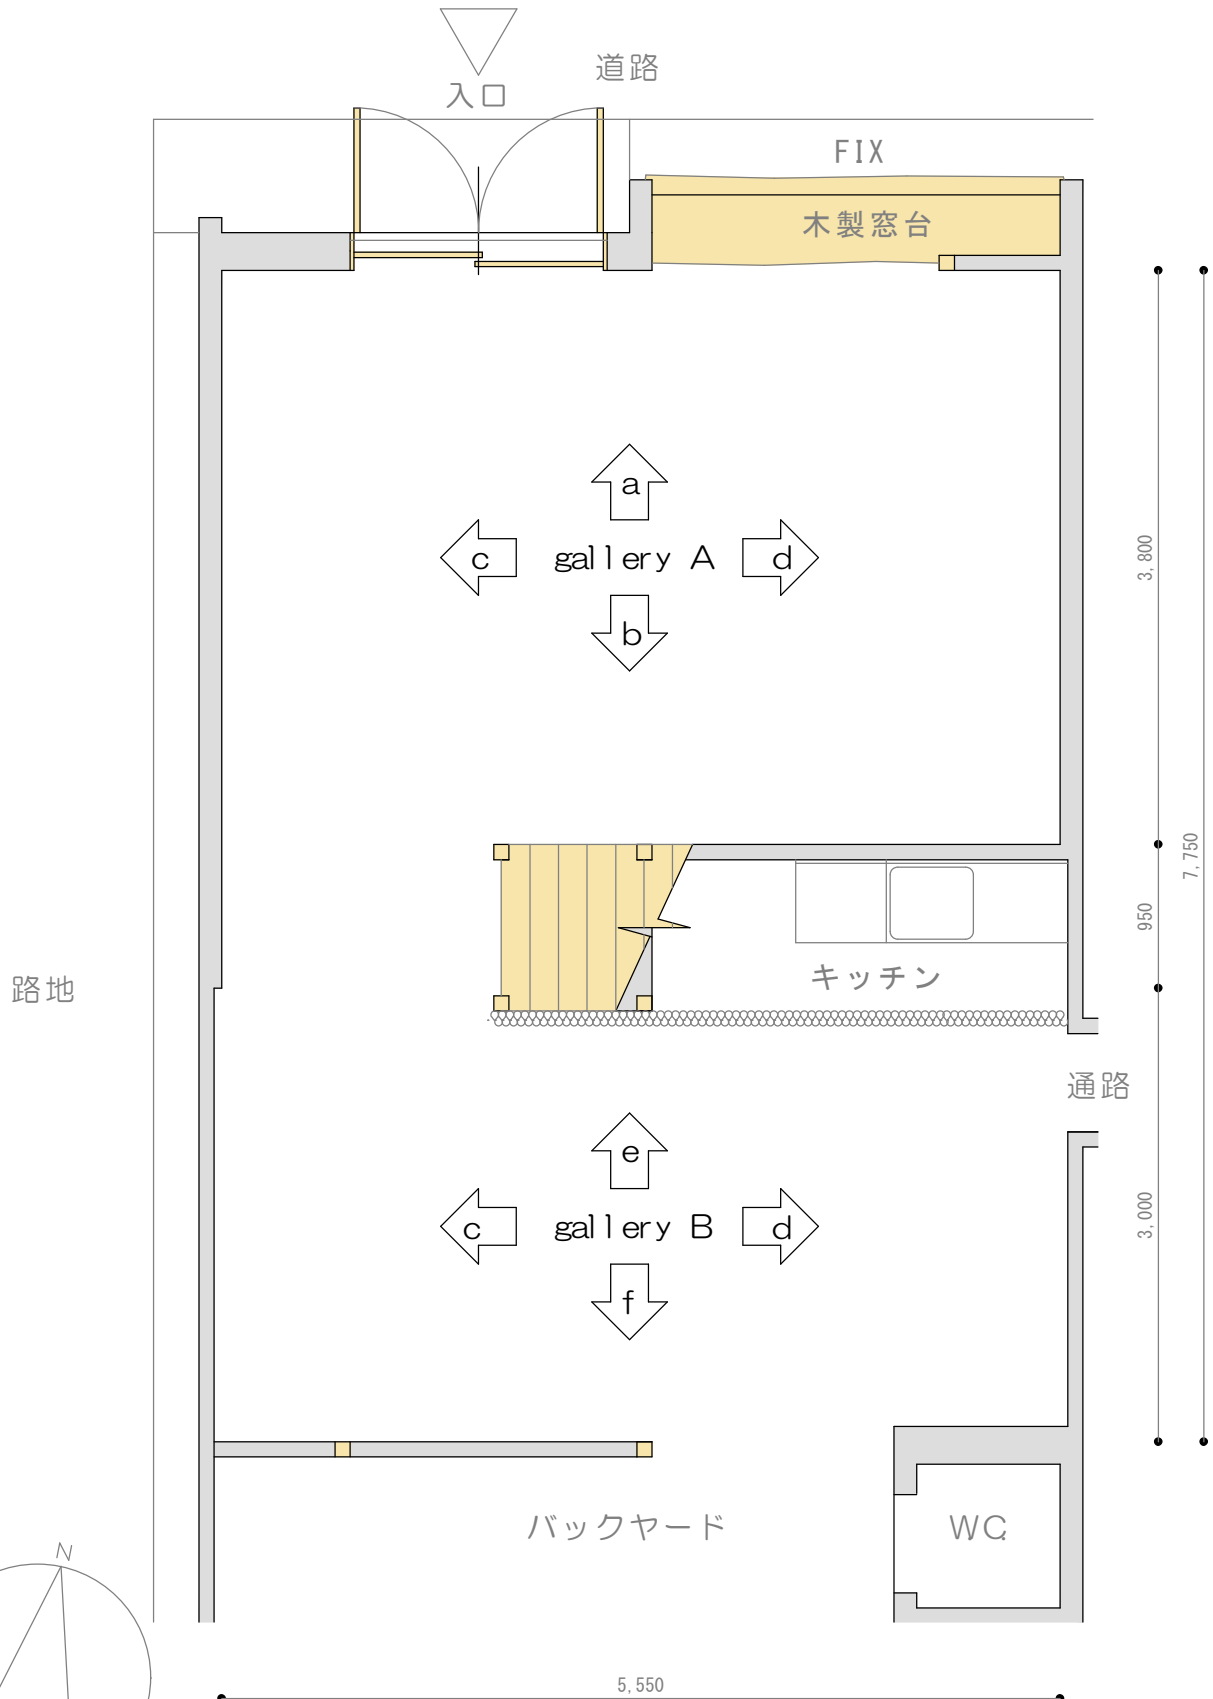 道路
入口
FIX
木製窓台
a
c gallery A d
b
3,800
7,750
950
キッチン
路地
通路
e
c gallery B d
f
3,000
バックヤード
WC
N
5,550